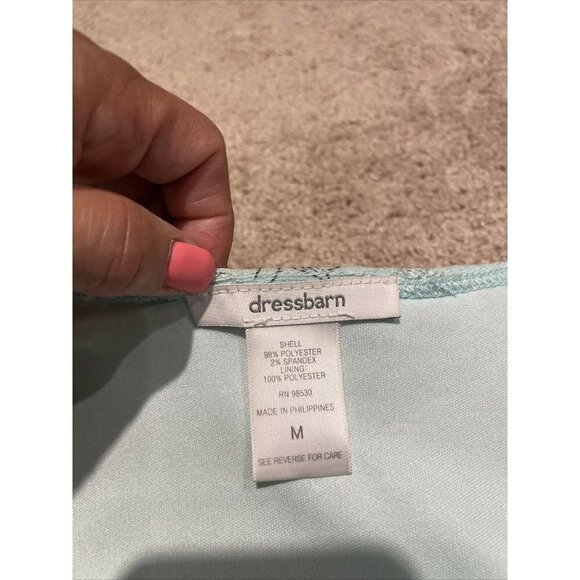 dressbarn
SHELL
98% POLYESTER
2% SPANDEX
LINING
100% POLYESTER
RN 98530
MADE IN PHILIPPINES
M
SEE REVERSE FOR CARE